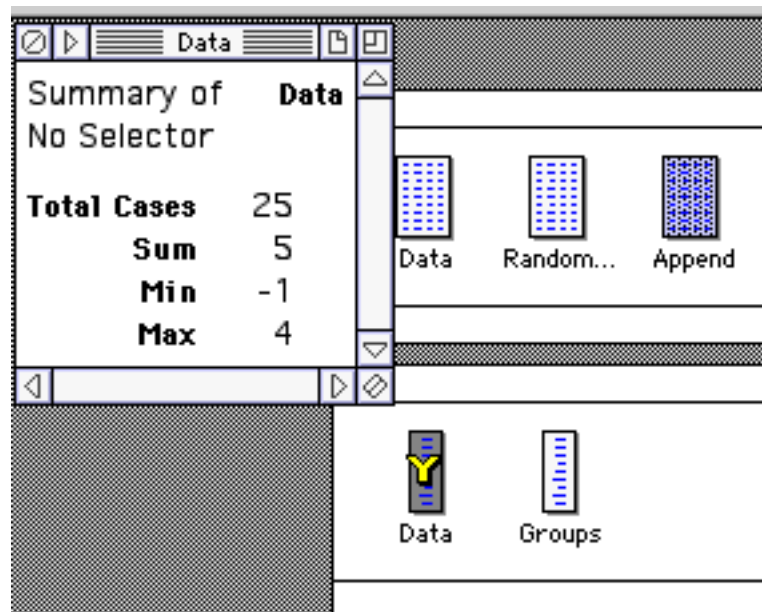 Data
Summary of Data
No Selector
Total Cases 25
Sum 5
Min -1
Max 4
Data Random... Append
Y
Data Groups